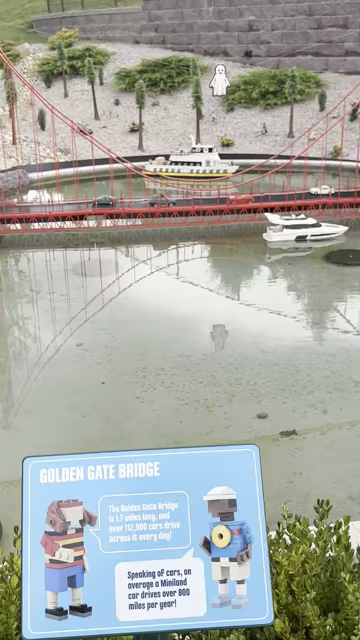 GOLDEN GATE BRIDGE
The Golden Gate Bridge
is 1.7 miles long, and
over 112,000 cars drive
across it every day!
Speaking of cars, on
average a Miniland
car drives over 800
miles per year!